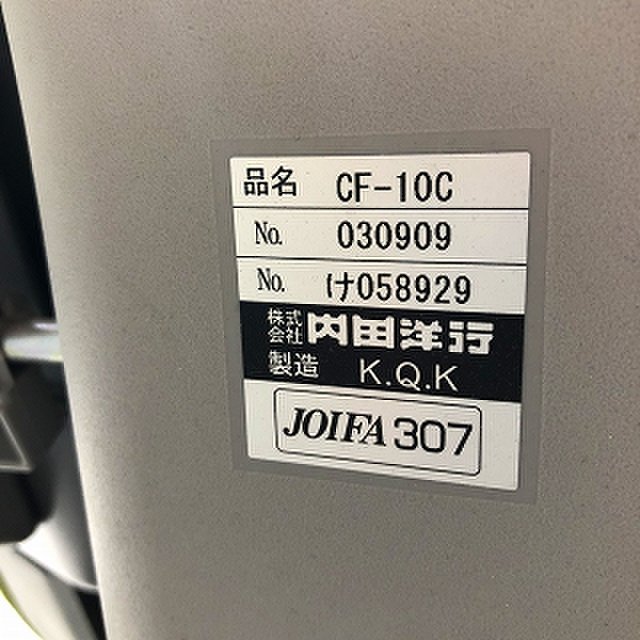 品名 CF-10C
No. 030909
No. け058929
株式会社 内田洋行
製造 K.Q.K
JOIFA 307